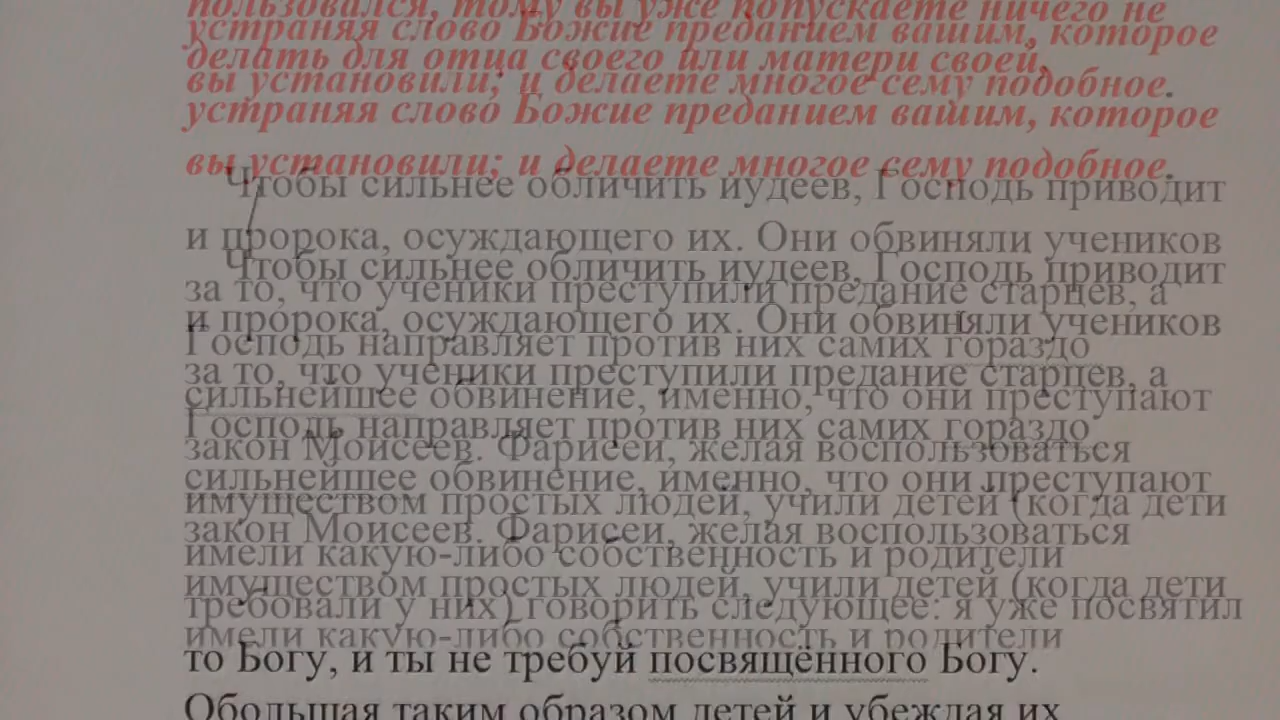 пользовался, тому вы уже попускаете ничего не
устраняя слово Божие преданием вашим, которое
делать для отца своего или матери своей,
вы установили; и делаете многое сему подобное.
устраняя слово Божие преданием вашим, которое
вы установили; и делаете многое сему подобное.
Чтобы сильнее обличить иудеев, Господь приводит
и пророка, осуждающего их. Они обвиняли учеников
Чтобы сильнее обличить иудеев, Господь приводит
за то, что ученики преступили предание старцев, а
и пророка, осуждающего их. Они обвиняли учеников
Господь направляет против них самих гораздо
за то, что ученики преступили предание старцев, а
сильнейшее обвинение, именно, что они преступают
Господь направляет против них самих гораздо
закон Моисеев. Фарисеи, желая воспользоваться
сильнейшее обвинение, именно, что они преступают
имуществом простых людей, учили детей (когда дети
закон Моисеев. Фарисеи, желая воспользоваться
имели какую-либо собственность и родители
имуществом простых людей, учили детей (когда дети
требовали у них) говорить следующее: я уже посвятил
имели какую-либо собственность и родители
то Богу, и ты не требуй посвящённого Богу.
Обольщая таким образом детей и убеждая их